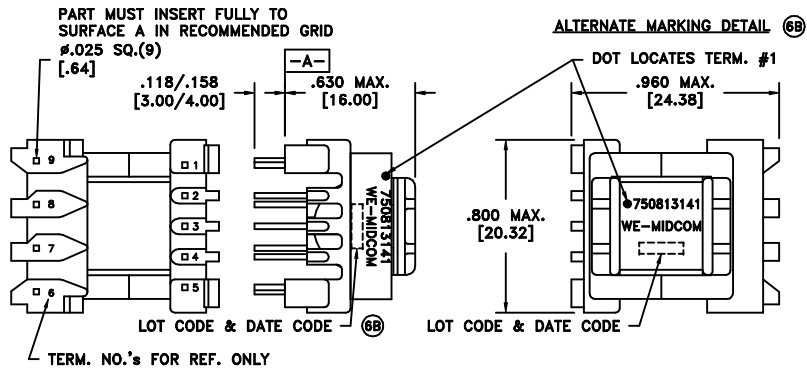 PART MUST INSERT FULLY TO
SURFACE A IN RECOMMENDED GRID
ø.025 SQ.(9)
[.64]
ALTERNATE MARKING DETAIL 6B
DOT LOCATES TERM. #1
-A-
.118/.158
[3.00/4.00]
.630 MAX.
[16.00]
.960 MAX.
[24.38]
9
8
7
6
1
2
3
4
5
750813141
WE-MIDCOM
.800 MAX.
[20.32]
750813141
WE-MIDCOM
LOT CODE & DATE CODE 6B
LOT CODE & DATE CODE
TERM. NO.'s FOR REF. ONLY